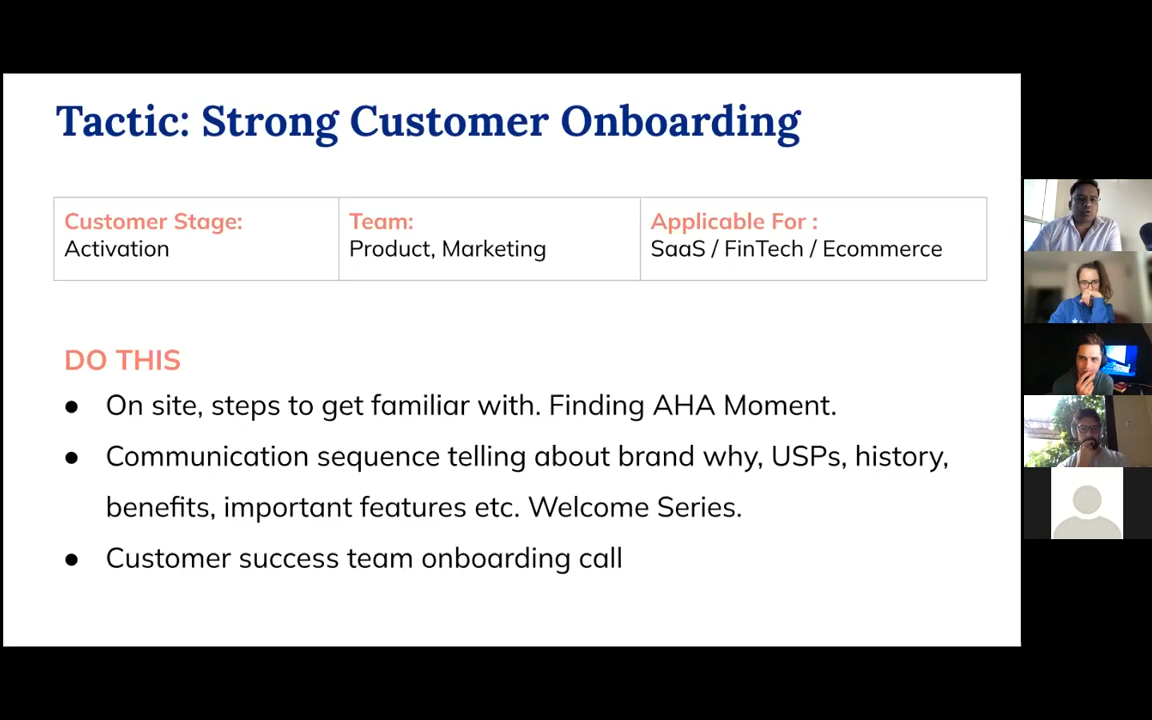 Tactic: Strong Customer Onboarding
Customer Stage:
Activation
Team:
Product, Marketing
Applicable For :
SaaS / FinTech / Ecommerce
DO THIS
● On site, steps to get familiar with. Finding AHA Moment.
● Communication sequence telling about brand why, USPs, history,
benefits, important features etc. Welcome Series.
● Customer success team onboarding call